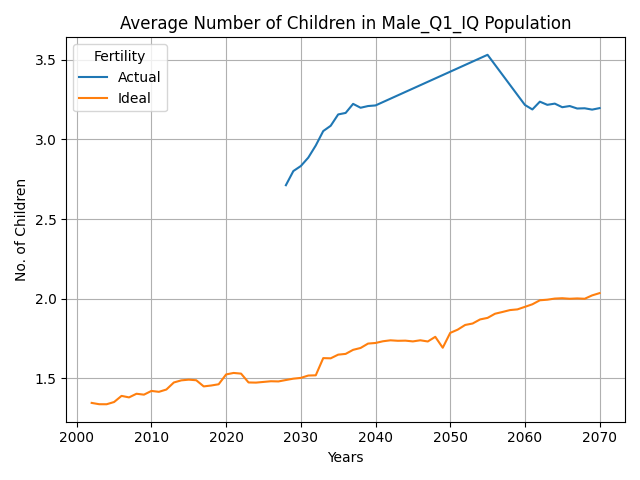 Average Number of Children in Male_Q1_IQ Population
Fertility
Actual
Ideal
No. of Children
3.5
3.0
2.5
2.0
1.5
2000 2010 2020 2030 2040 2050 2060 2070
Years